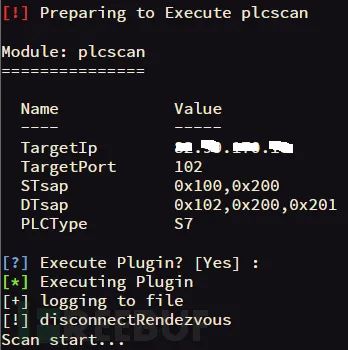 [!] Preparing to Execute plcscan
Module: plcscan
===============
Name Value
---- -----
TargetIp
TargetPort 102
STsap 0x100,0x200
DTsap 0x102,0x200,0x201
PLCType S7
[?] Execute Plugin? [Yes] :
[*] Executing Plugin
[+] logging to file
[!] disconnectRendezvous
Scan start...